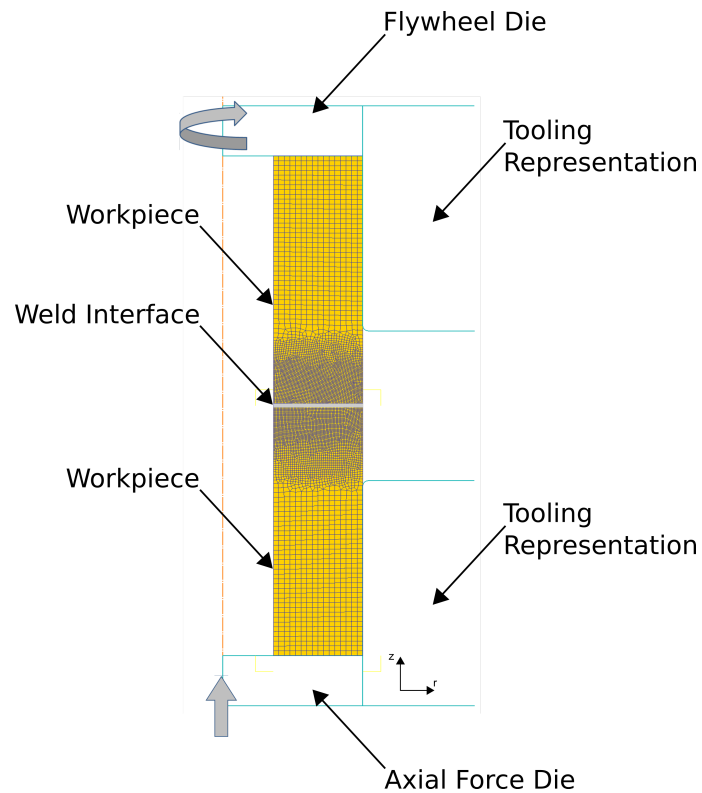 Flywheel Die
Tooling
Representation
Workpiece
Weld Interface
Workpiece
Tooling
Representation
z
r
Axial Force Die